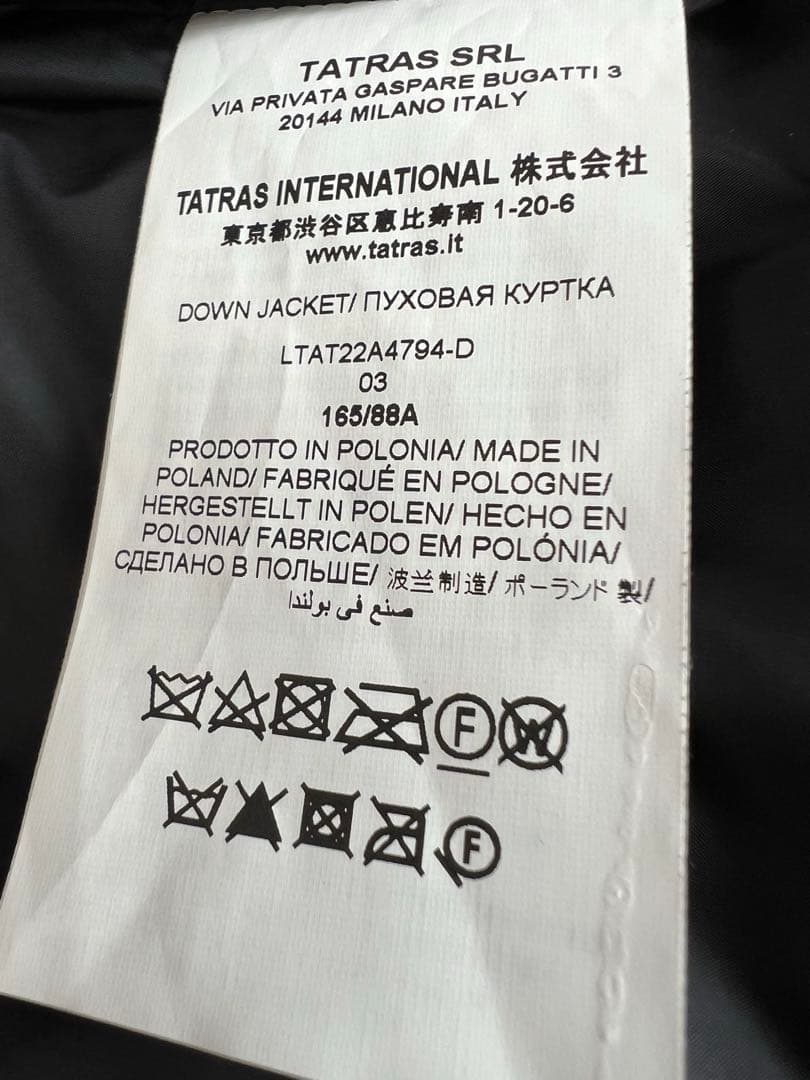 TATRAS SRL
VIA PRIVATA GASPARE BUGATTI 3
20144 MILANO ITALY
TATRAS INTERNATIONAL 株式会社
東京都渋谷区恵比寿南 1-20-6
www.tatras.it
DOWN JACKET/ ПУХОВАЯ КУРТКА
LTAT22A4794-D
03
165/88A
PRODOTTO IN POLONIA/ MADE IN
POLAND/ FABRIQUÉ EN POLOGNE/
HERGESTELLT IN POLEN/ HECHO EN
POLONIA/ FABRICADO EM POLÓNIA/
СДЕЛАНО В ПОЛЬШЕ/ 波兰制造/ ポーランド 製/
صنع في بولندا
F W
F